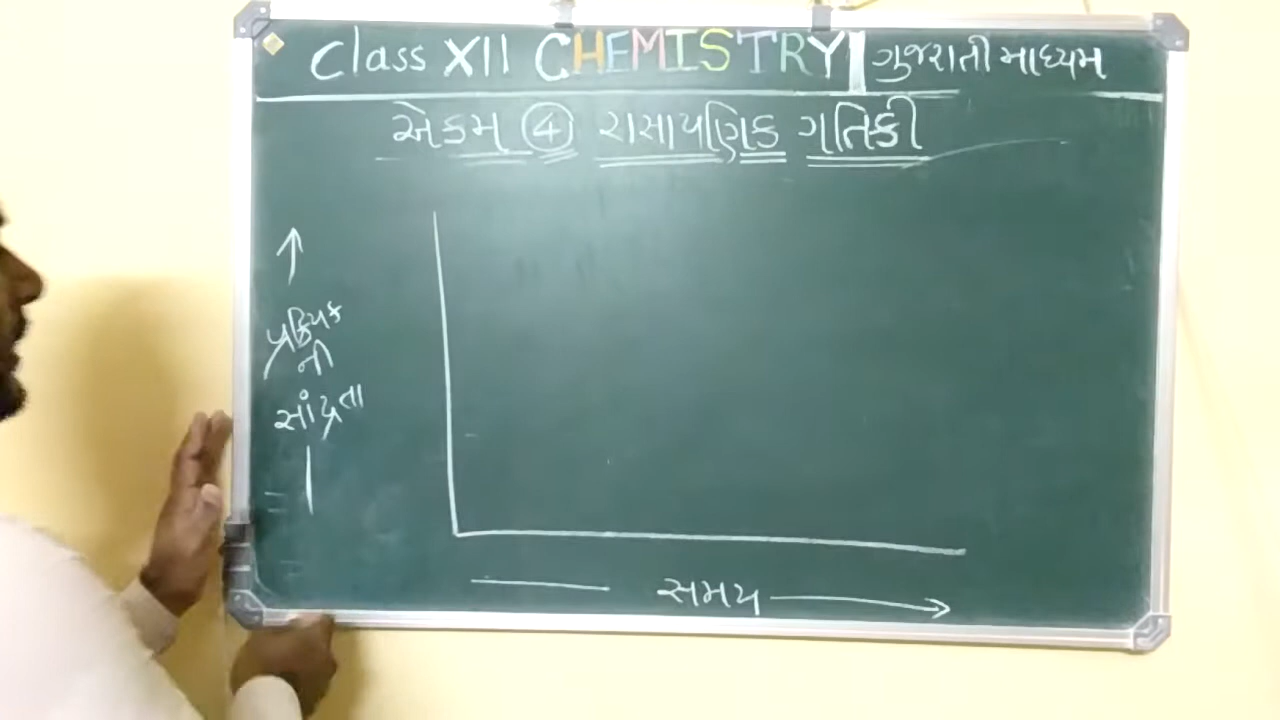 Class XII CHEMISTRY | ગુજરાતી માધ્યમ
એકમ ④ રાસાયણિક ગતિકી
પ્રક્રિયક
ની
સાંદ્રતા
સમય